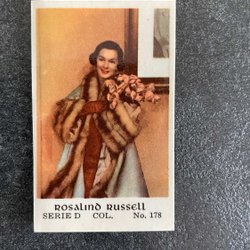 Rosalind Russell
SERIE D COL. No. 178